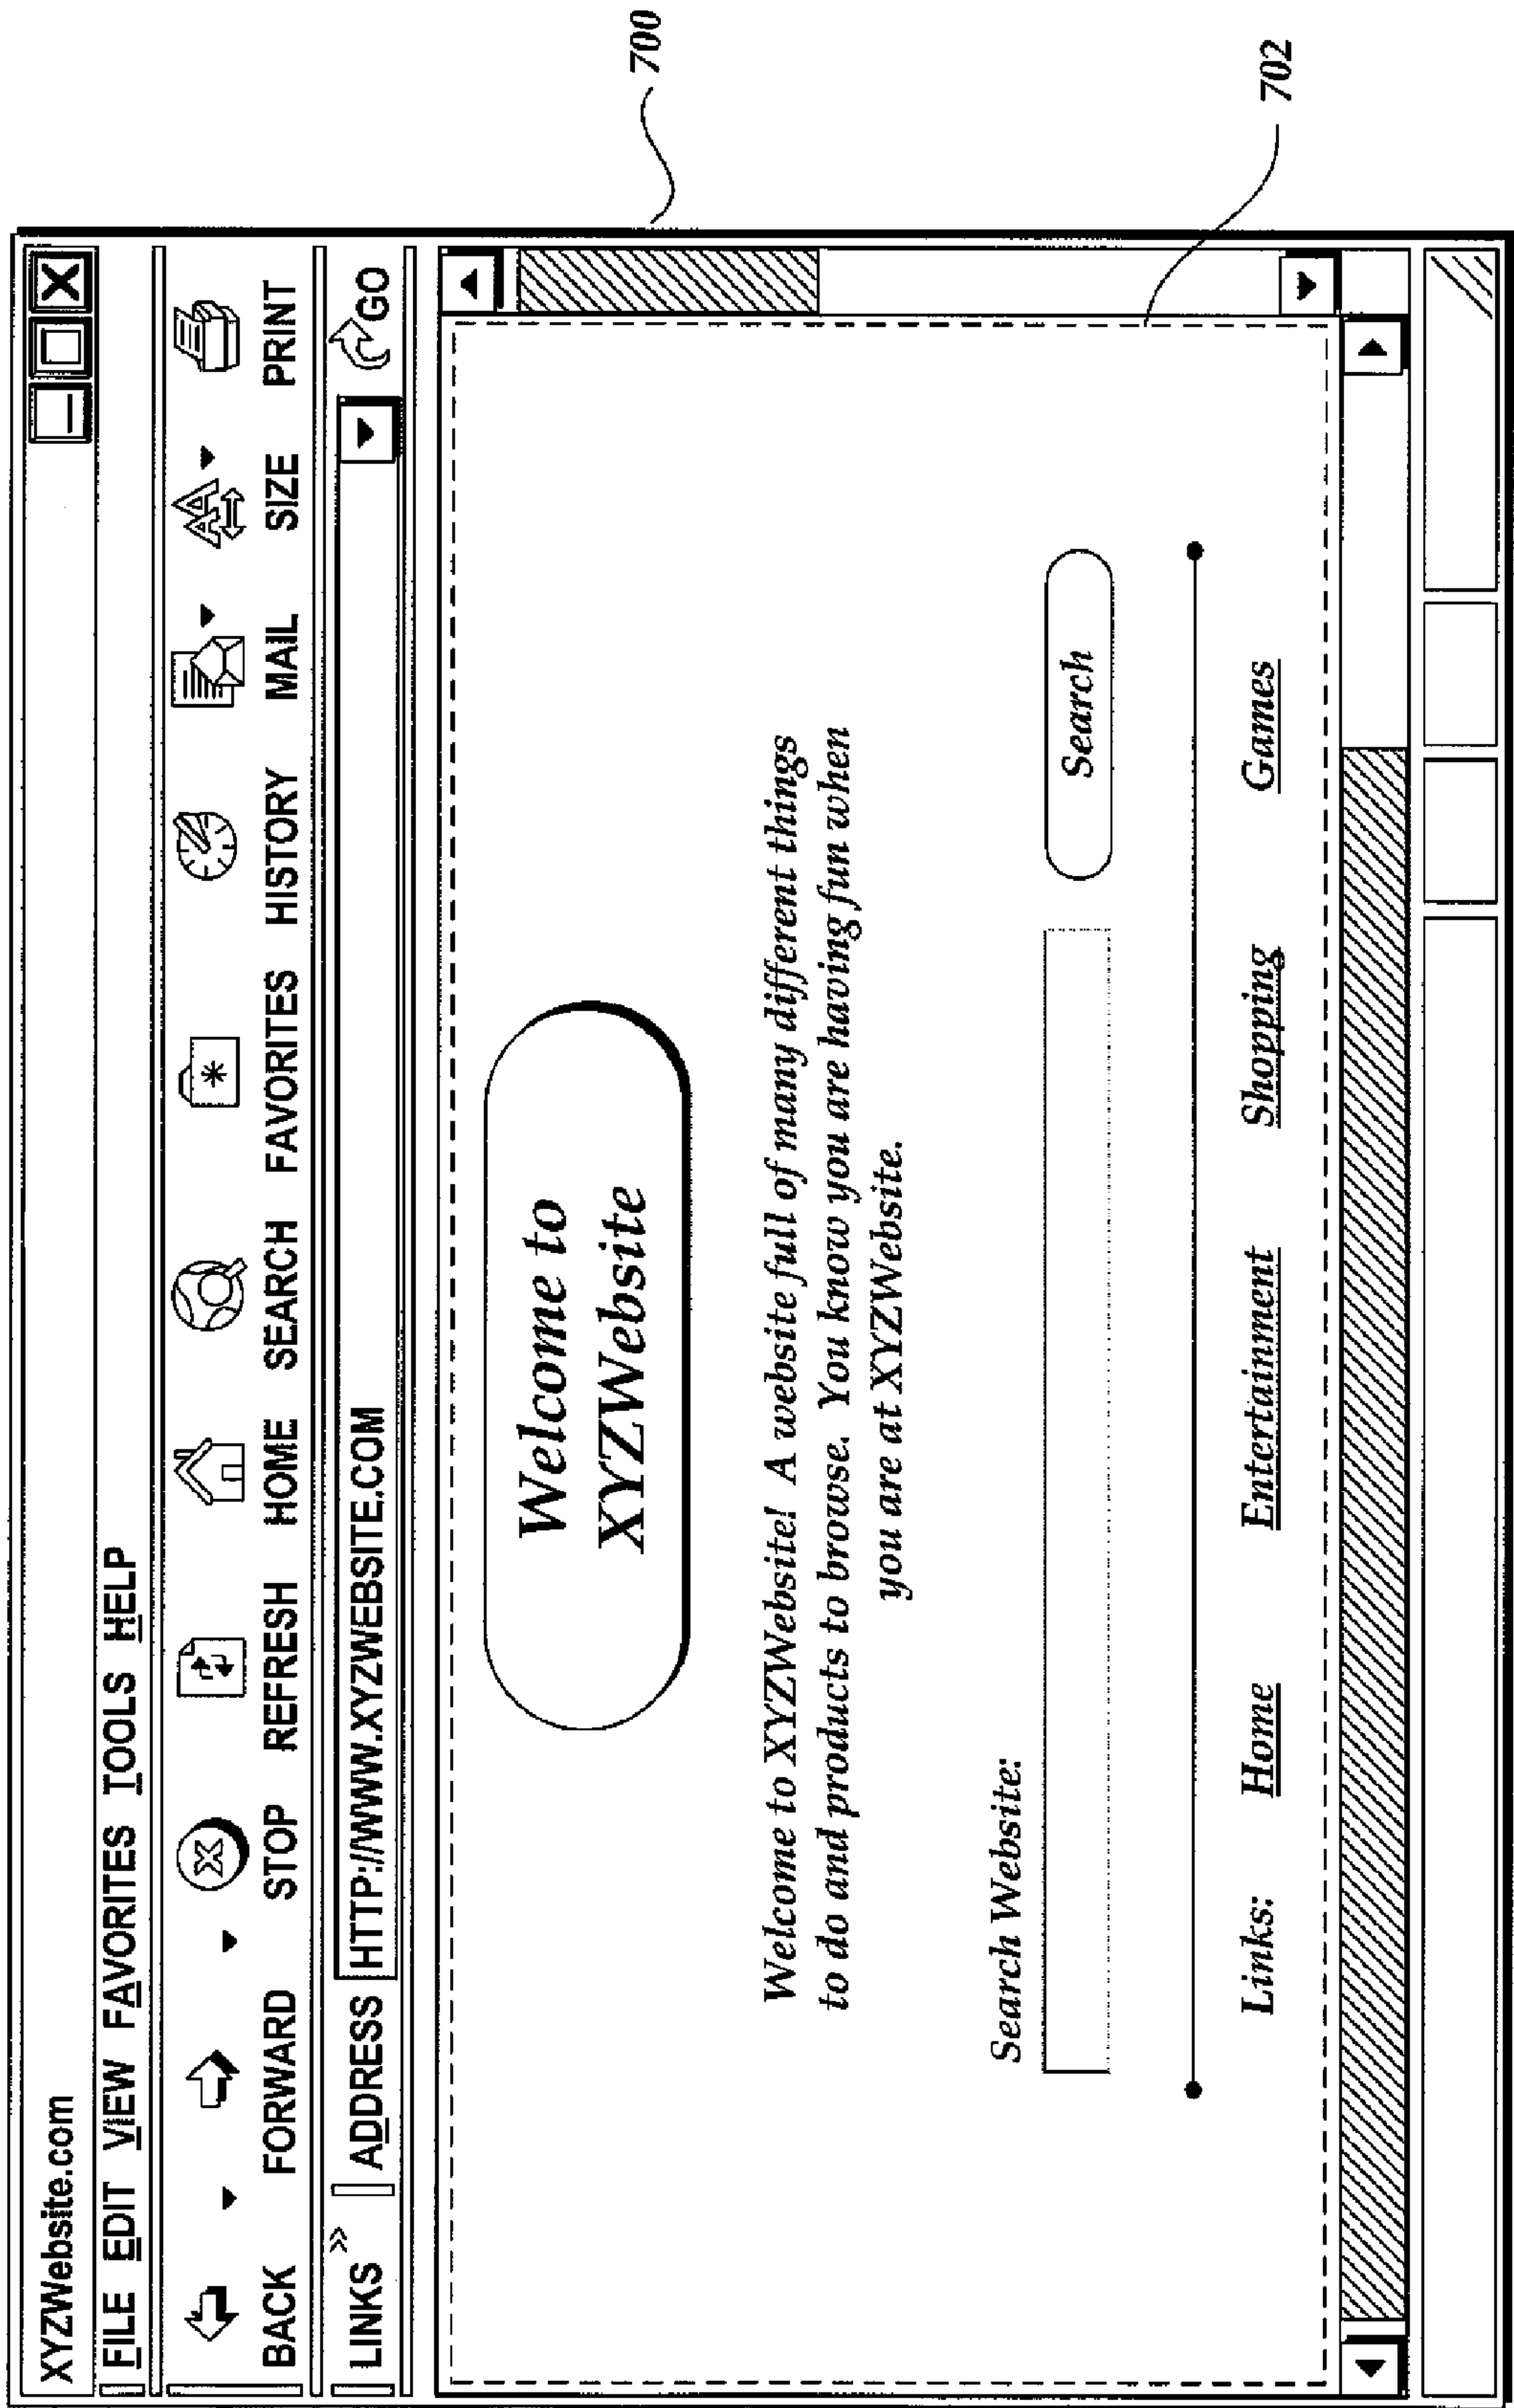 XYZWebsite.com
FILE EDIT VIEW FAVORITES TOOLS HELP
BACK FORWARD STOP REFRESH HOME SEARCH FAVORITES HISTORY MAIL SIZE PRINT
LINKS » ADDRESS HTTP://WWW.XYZWEBSITE.COM GO
Welcome to
XYZWebsite
Welcome to XYZWebsite! A website full of many different things
to do and products to browse. You know you are having fun when
you are at XYZWebsite.
Search Website:
Search
Links: Home Entertainment Shopping Games
700
702